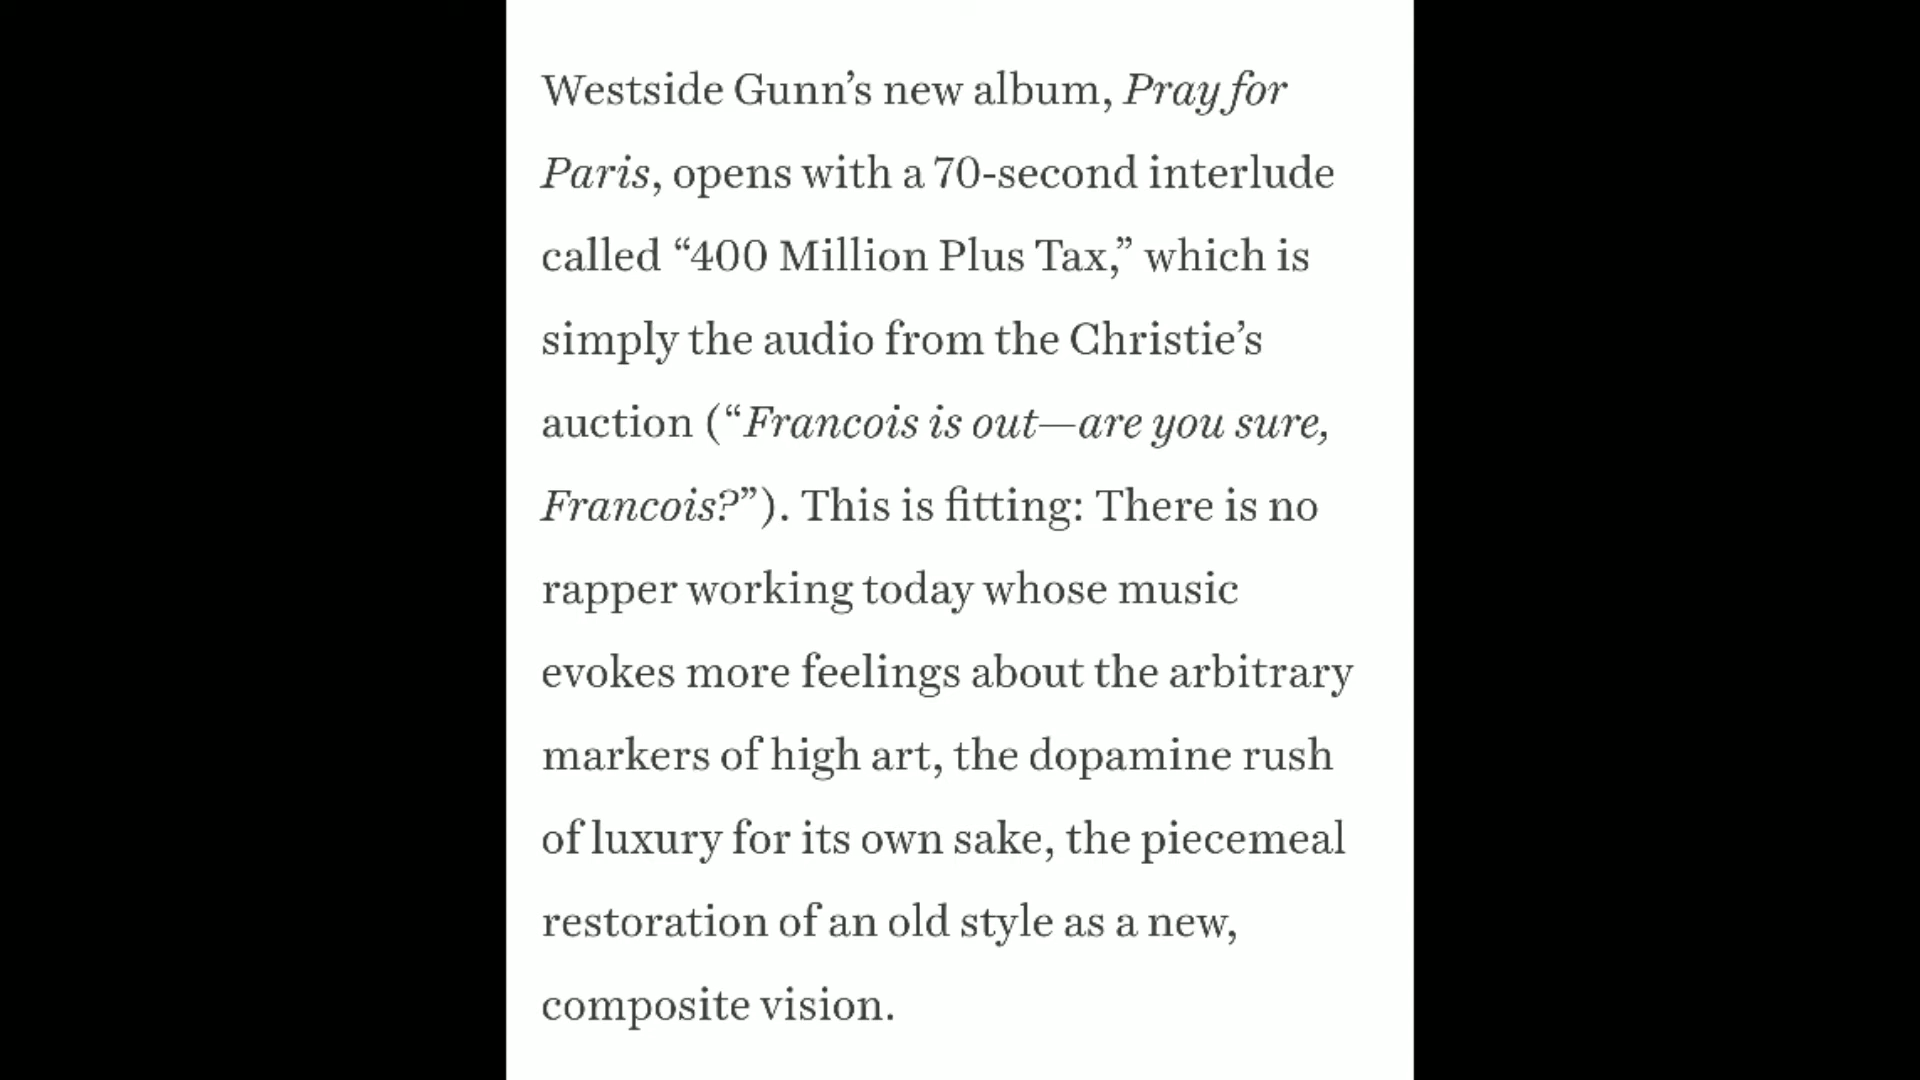 Westside Gunn’s new album, Pray for
Paris, opens with a 70-second interlude
called “400 Million Plus Tax,” which is
simply the audio from the Christie’s
auction (“Francois is out—are you sure,
Francois?”). This is fitting: There is no
rapper working today whose music
evokes more feelings about the arbitrary
markers of high art, the dopamine rush
of luxury for its own sake, the piecemeal
restoration of an old style as a new,
composite vision.